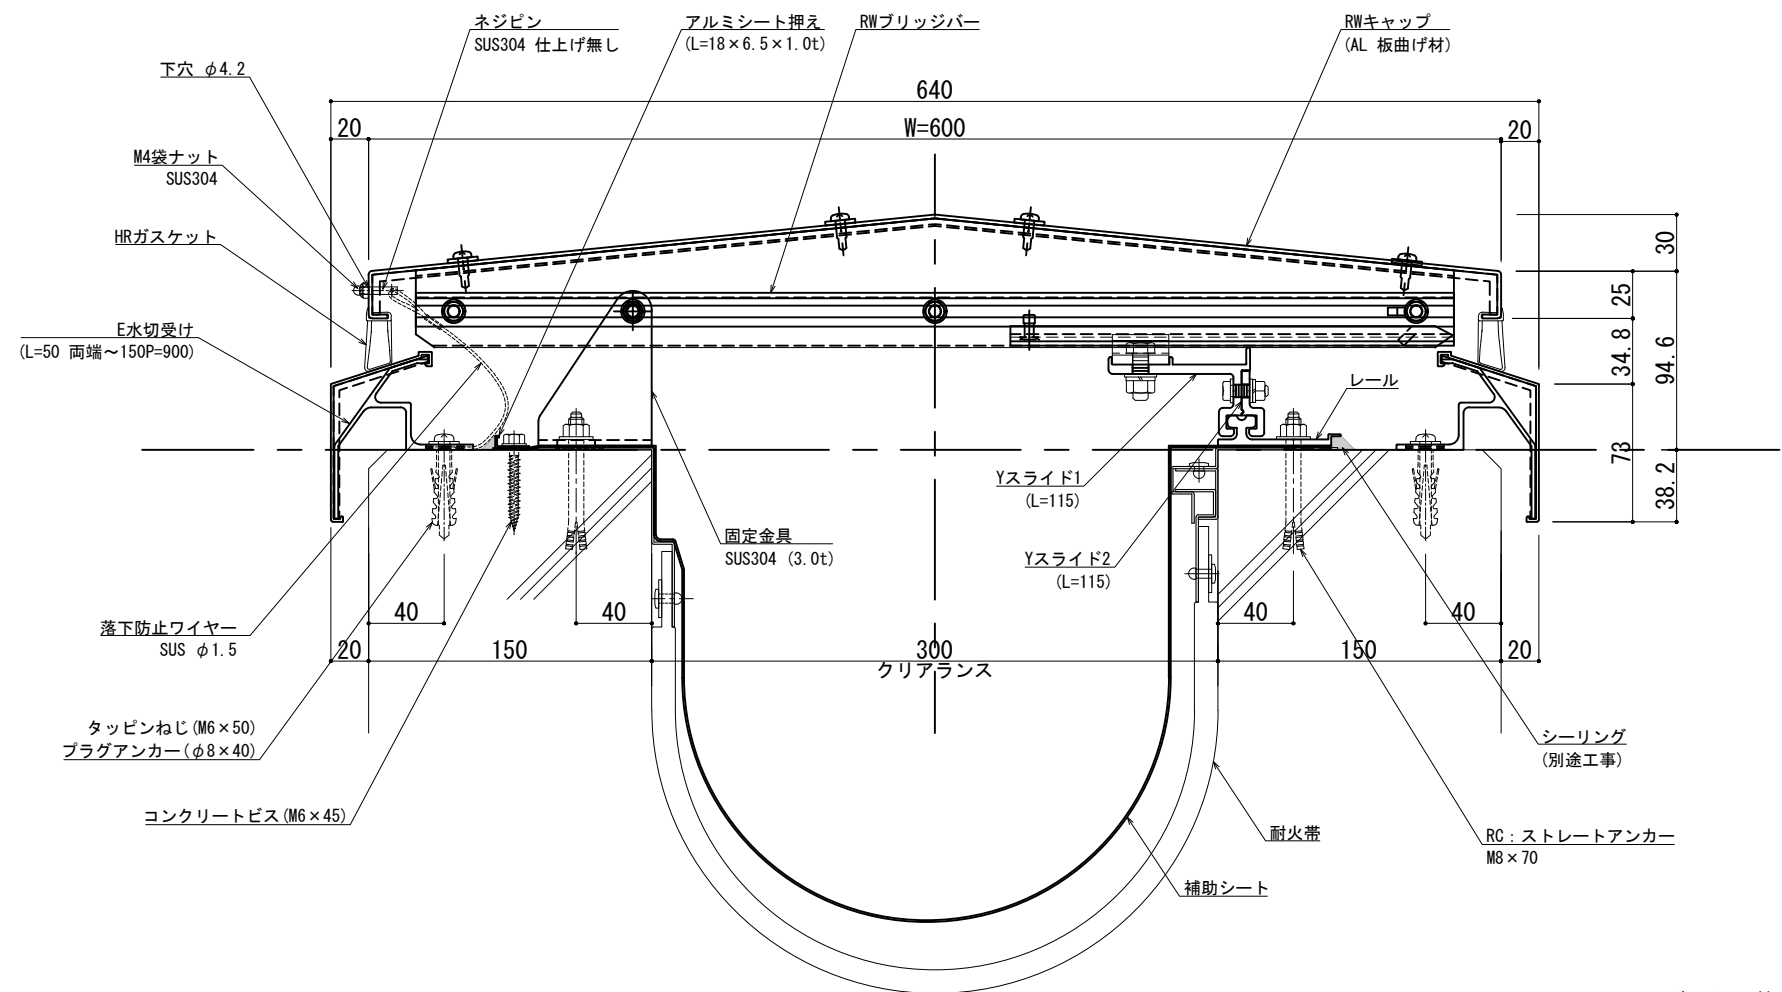 ネジピン
SUS304 仕上げ無し
アルミシート押え
(L=18×6.5×1.0t)
RWブリッジバー
RWキャップ
(AL 板曲げ材)
下穴 φ4.2
640
20
W=600
20
M4袋ナット
SUS304
HRガスケット
30
25
34.8
94.6
73
38.2
E水切受け
(L=50 両端～150P=900)
レール
Yスライド1
(L=115)
固定金具
SUS304 (3.0t)
Yスライド2
(L=115)
40
40
40
40
落下防止ワイヤー
SUS φ1.5
20
150
300
クリアランス
150
20
タッピンねじ(M6×50)
プラグアンカー(φ8×40)
シーリング
(別途工事)
コンクリートビス(M6×45)
耐火帯
RC：ストレートアンカー
M8×70
補助シート